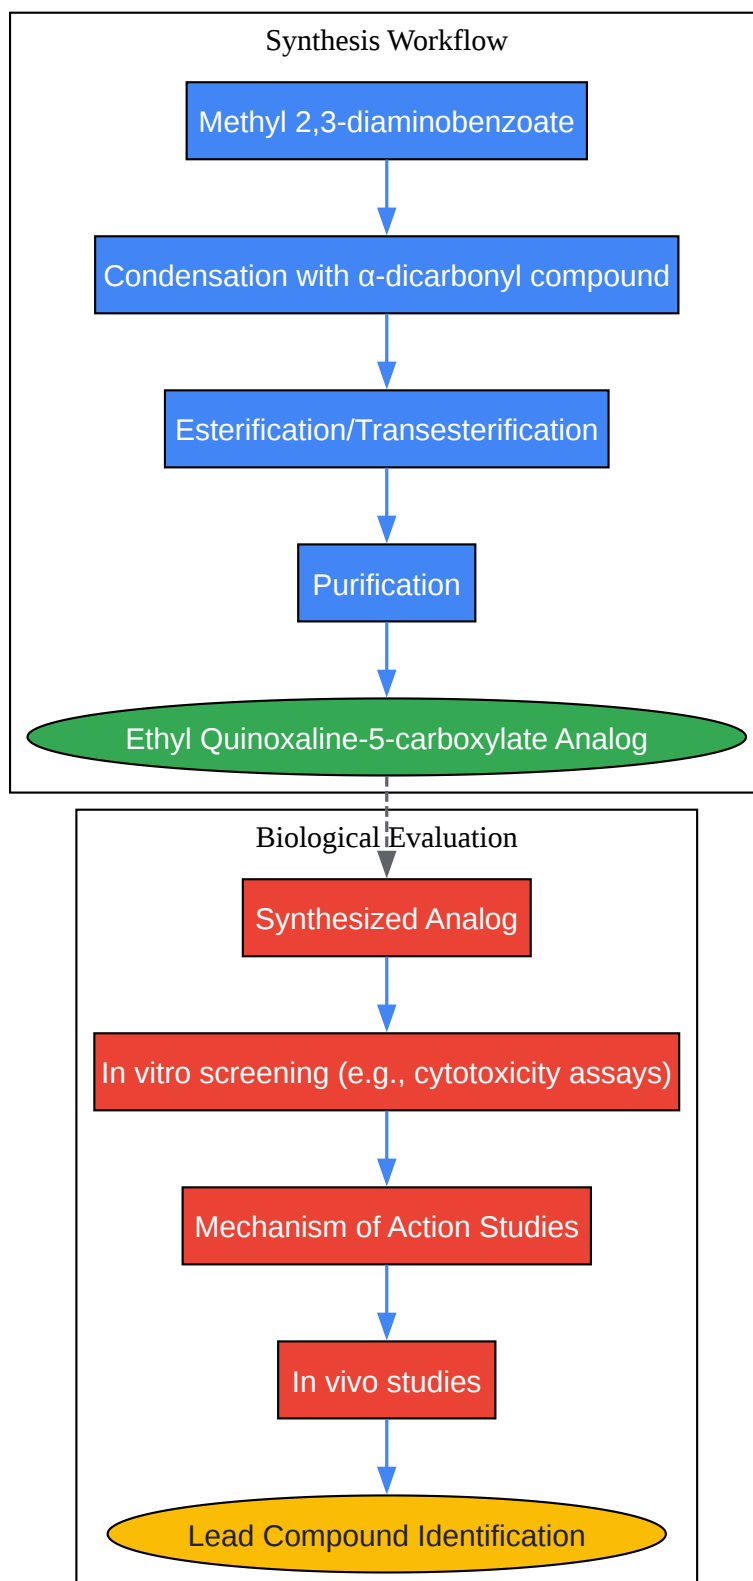 Synthesis Workflow
Methyl 2,3-diaminobenzoate
Condensation with α-dicarbonyl compound
Esterification/Transesterification
Purification
Ethyl Quinoxaline-5-carboxylate Analog
Biological Evaluation
Synthesized Analog
In vitro screening (e.g., cytotoxicity assays)
Mechanism of Action Studies
In vivo studies
Lead Compound Identification